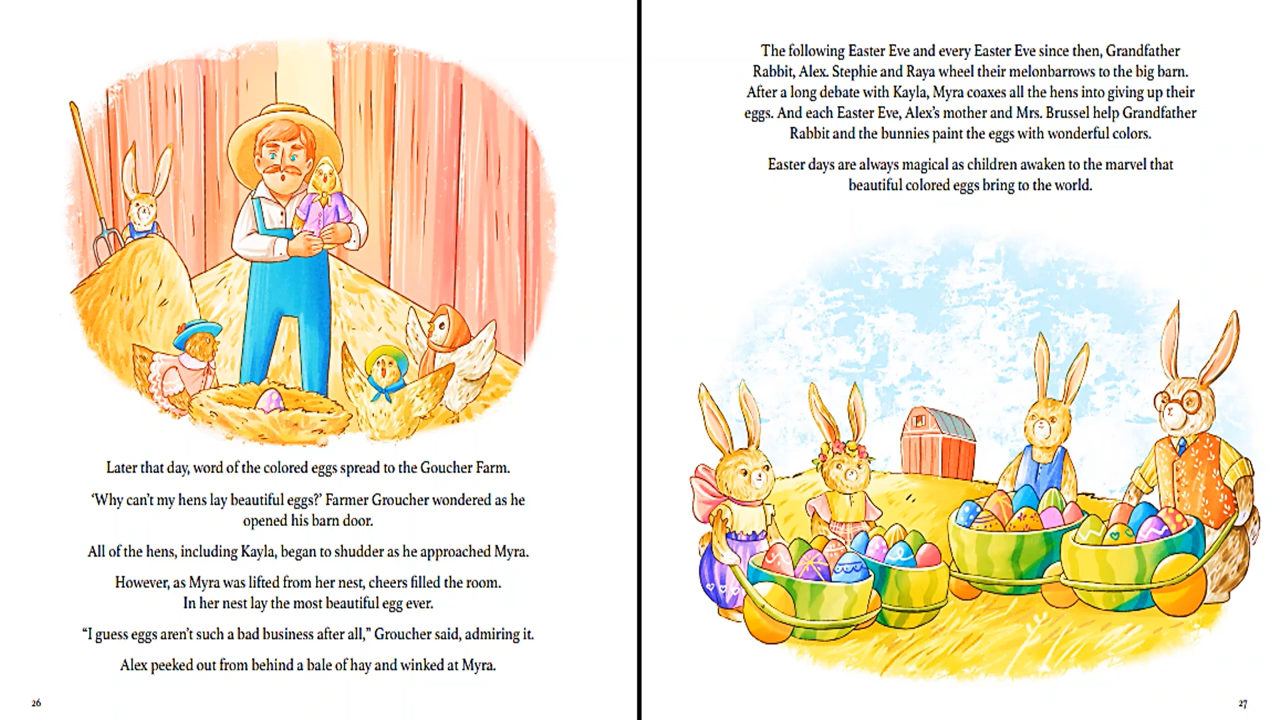 Later that day, word of the colored eggs spread to the Goucher Farm.
‘Why can’t my hens lay beautiful eggs?’ Farmer Groucher wondered as he
opened his barn door.
All of the hens, including Kayla, began to shudder as he approached Myra.
However, as Myra was lifted from her nest, cheers filled the room.
In her nest lay the most beautiful egg ever.
“I guess eggs aren’t such a bad business after all,” Groucher said, admiring it.
Alex peeked out from behind a bale of hay and winked at Myra.
26
The following Easter Eve and every Easter Eve since then, Grandfather
Rabbit, Alex. Stephie and Raya wheel their melonbarrows to the big barn.
After a long debate with Kayla, Myra coaxes all the hens into giving up their
eggs. And each Easter Eve, Alex’s mother and Mrs. Brussel help Grandfather
Rabbit and the bunnies paint the eggs with wonderful colors.
Easter days are always magical as children awaken to the marvel that
beautiful colored eggs bring to the world.
27